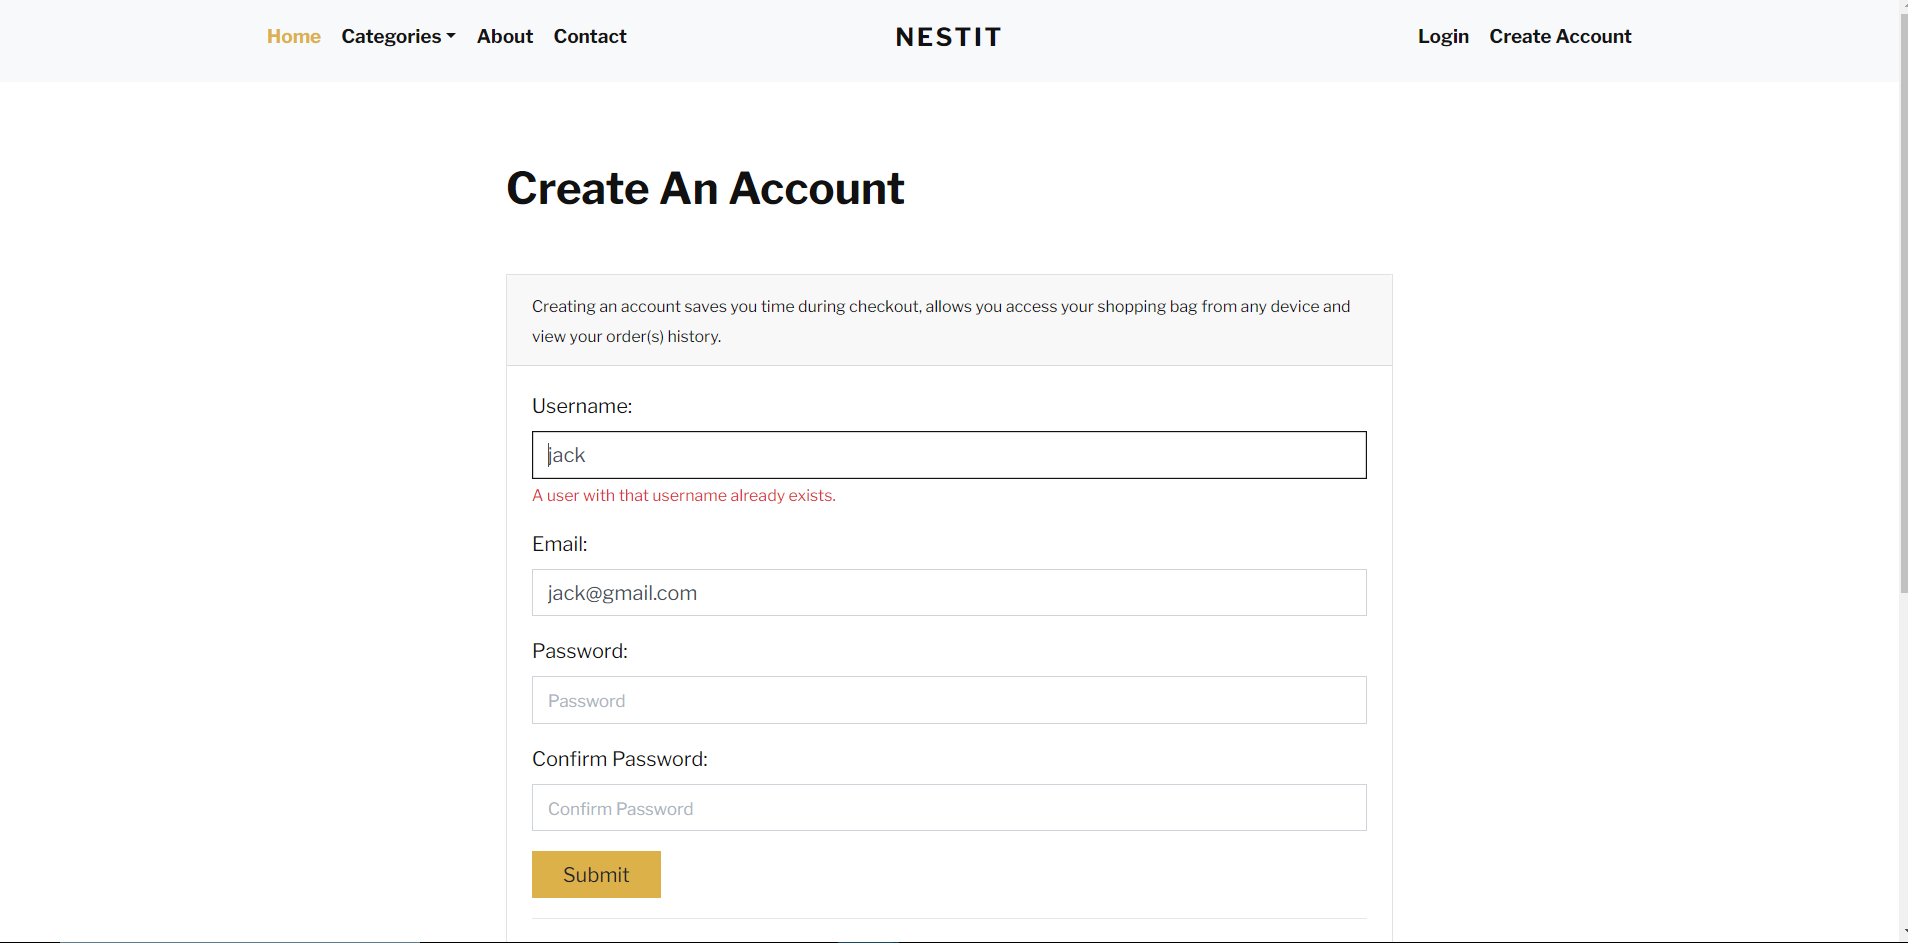 Home Categories About Contact NESTIT Login Create Account
Create An Account
Creating an account saves you time during checkout, allows you access your shopping bag from any device and
view your order(s) history.
Username:
jack
A user with that username already exists.
Email:
jack@gmail.com
Password:
Password
Confirm Password:
Confirm Password
Submit